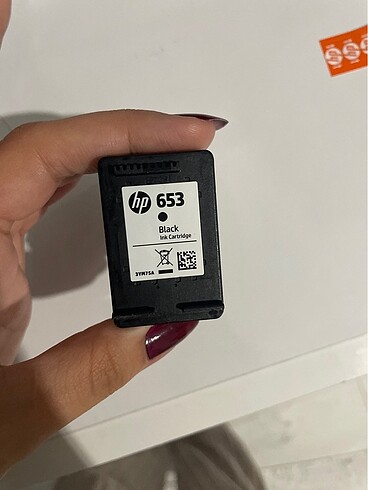 hp 653
Black
Ink Cartridge
3YM75A